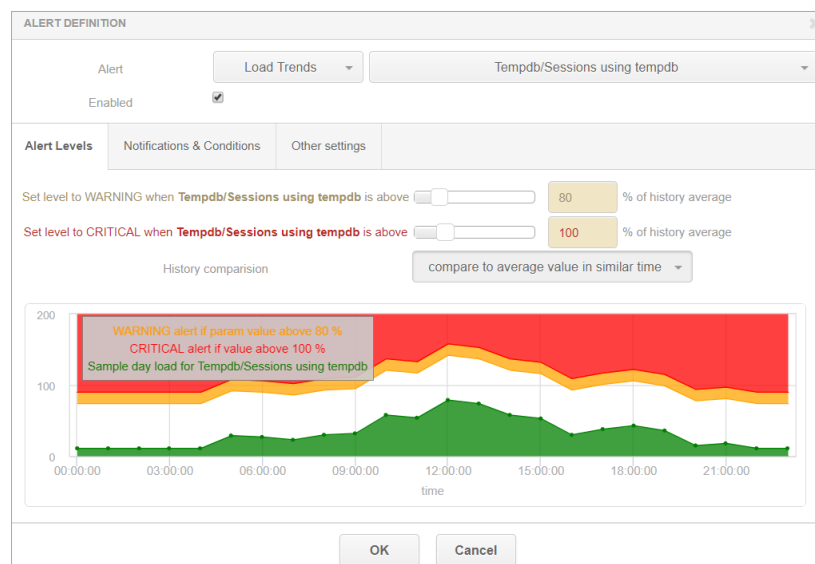 ALERT DEFINITION
Alert
Load Trends
Tempdb/Sessions using tempdb
Enabled
Alert Levels
Notifications & Conditions
Other settings
Set level to WARNING when Tempdb/Sessions using tempdb is above 80 % of history average
Set level to CRITICAL when Tempdb/Sessions using tempdb is above 100 % of history average
History comparision
compare to average value in similar time
200
WARNING alert if param value above 80 %
CRITICAL alert if value above 100 %
Sample day load for Tempdb/Sessions using tempdb
100
0
00:00:00 03:00:00 06:00:00 09:00:00 12:00:00 15:00:00 18:00:00 21:00:00
time
OK
Cancel